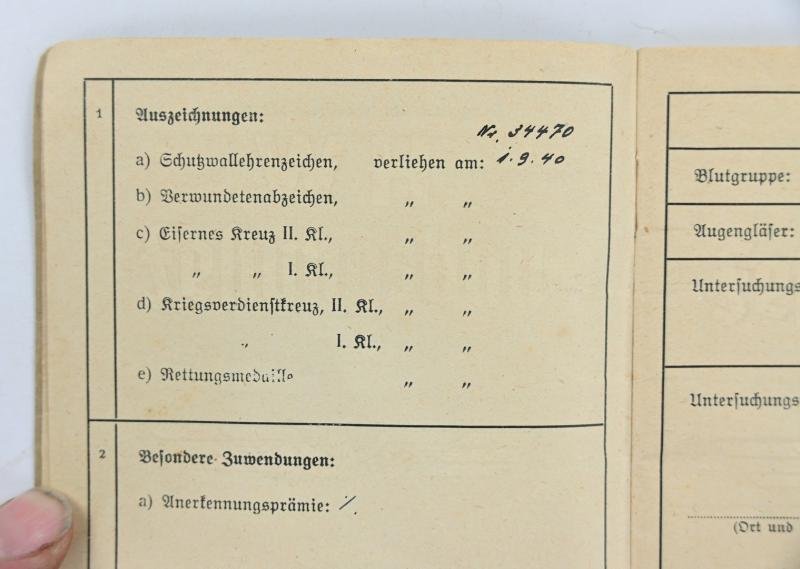 1
Auszeichnungen:
Nr. 34470
a) Schutzwallehrenzeichen, verliehen am: 1.9.40
b) Verwundetenabzeichen, „ „
c) Eisernes Kreuz II. Kl., „ „
„ „ I. Kl., „ „
d) Kriegsverdienstkreuz, II. Kl., „ „
„ I. Kl., „ „
e) Rettungsmedaille „ „
2
Besondere Zuwendungen:
a) Anerkennungsprämie: ⁒
Blutgruppe:
Augengläser:
Untersuchungs
Untersuchungs
(Ort und